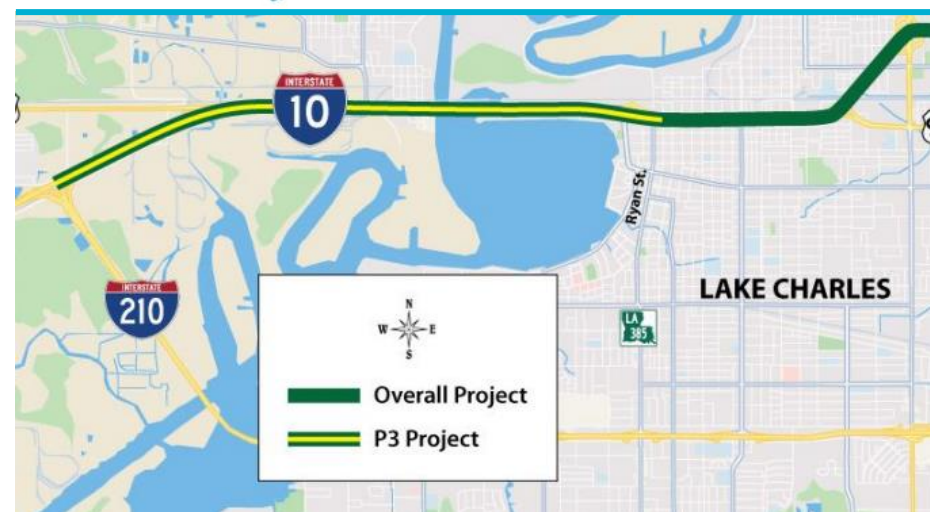 INTERSTATE
10
Ryan St.
INTERSTATE
210
LAKE CHARLES
LA
385
N
W
E
S
Overall Project
P3 Project